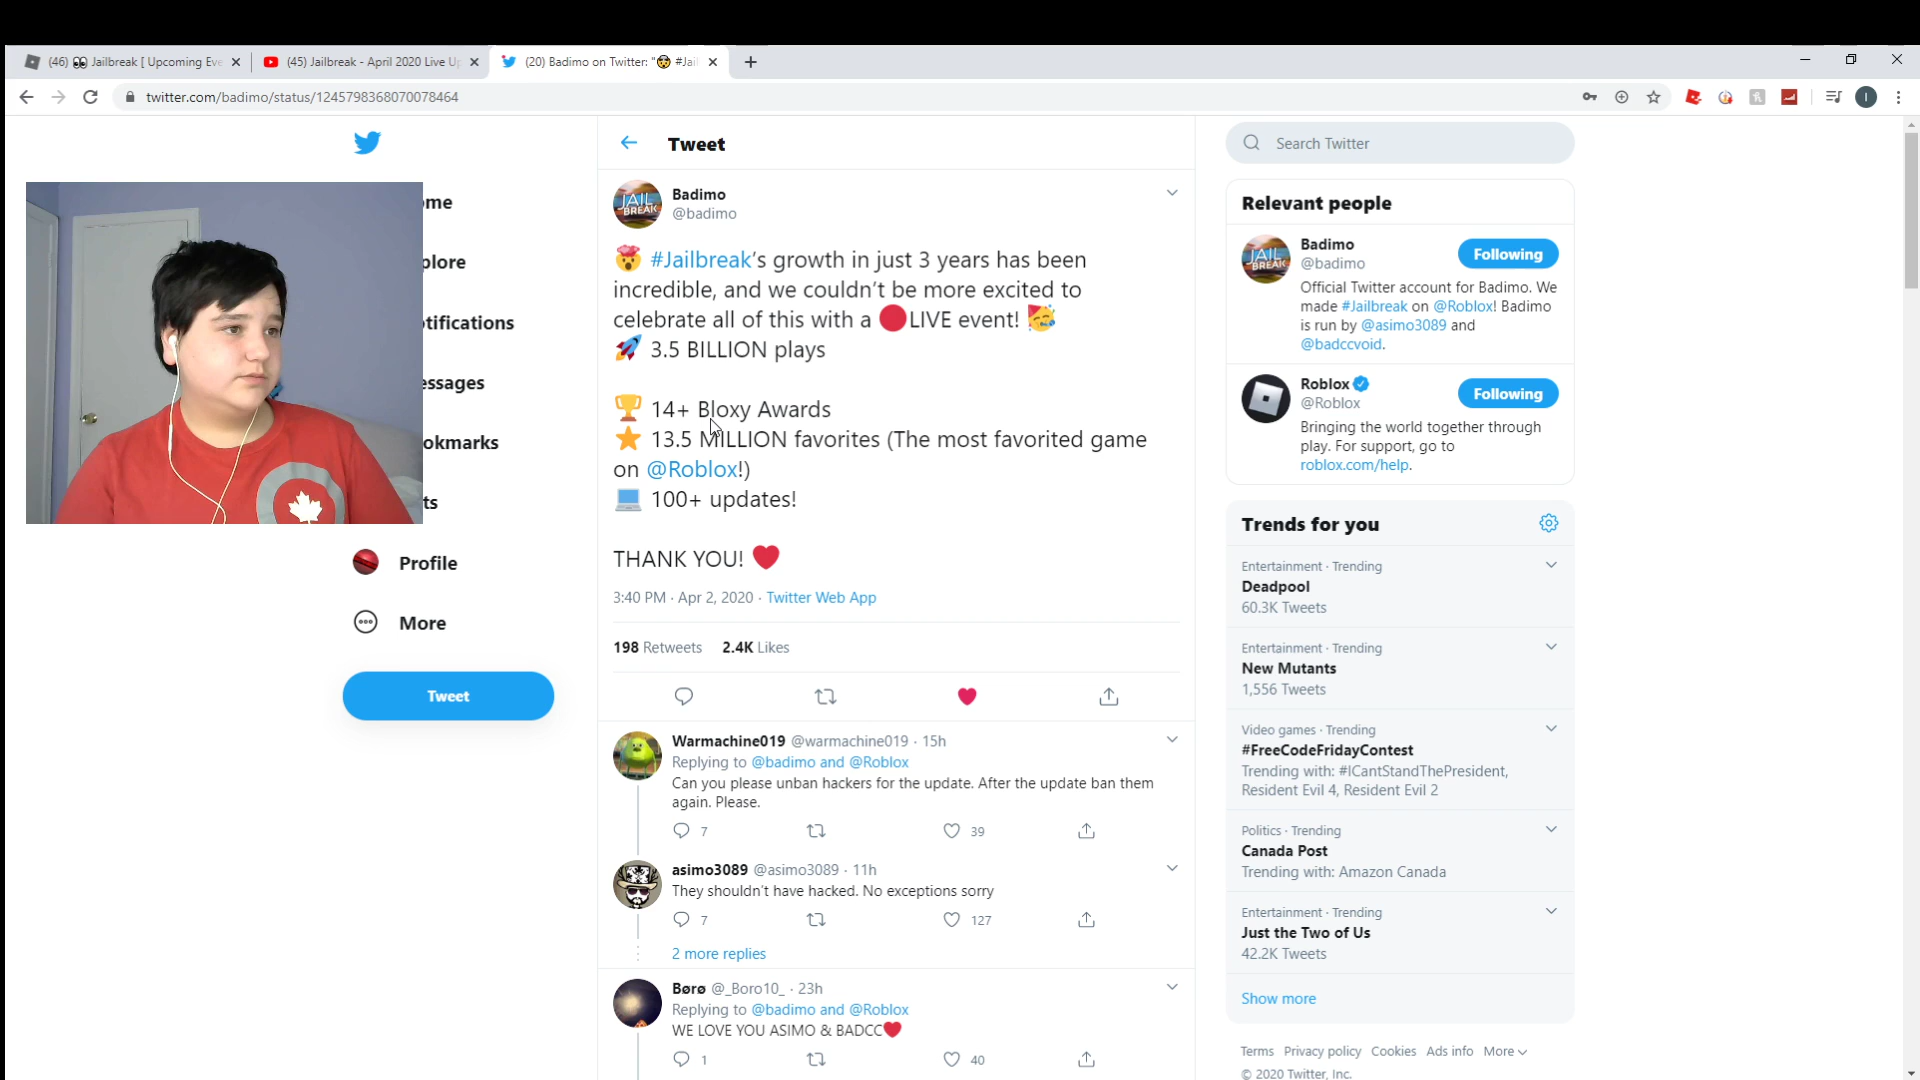 (46) 👀 Jailbreak [ Upcoming Eve
(45) Jailbreak - April 2020 Live Up
(20) Badimo on Twitter: "🤯 #Jail
twitter.com/badimo/status/1245798368070078464
Tweet
Search Twitter
ome
plore
otifications
essages
okmarks
ts
Profile
More
Tweet
Badimo
@badimo
🤯 #Jailbreak's growth in just 3 years has been
incredible, and we couldn't be more excited to
celebrate all of this with a 🔴LIVE event! 🥳
🚀 3.5 BILLION plays
🏆 14+ Bloxy Awards
⭐ 13.5 MILLION favorites (The most favorited game
on @Roblox!)
💻 100+ updates!
THANK YOU! ❤️
3:40 PM · Apr 2, 2020 · Twitter Web App
198 Retweets 2.4K Likes
Warmachine019 @warmachine019 · 15h
Replying to @badimo and @Roblox
Can you please unban hackers for the update. After the update ban them
again. Please.
7 39
asimo3089 @asimo3089 · 11h
They shouldn't have hacked. No exceptions sorry
7 127
2 more replies
Børø @_Boro10_ · 23h
Replying to @badimo and @Roblox
WE LOVE YOU ASIMO & BADCC❤️
1 40
Relevant people
JAIL
BREAK
Badimo
@badimo
Following
Official Twitter account for Badimo. We
made #Jailbreak on @Roblox! Badimo
is run by @asimo3089 and
@badccvoid.
Roblox
@Roblox
Following
Bringing the world together through
play. For support, go to
roblox.com/help.
Trends for you
Entertainment · Trending
Deadpool
60.3K Tweets
Entertainment · Trending
New Mutants
1,556 Tweets
Video games · Trending
#FreeCodeFridayContest
Trending with: #ICantStandThePresident,
Resident Evil 4, Resident Evil 2
Politics · Trending
Canada Post
Trending with: Amazon Canada
Entertainment · Trending
Just the Two of Us
42.2K Tweets
Show more
Terms Privacy policy Cookies Ads info More
© 2020 Twitter, Inc.